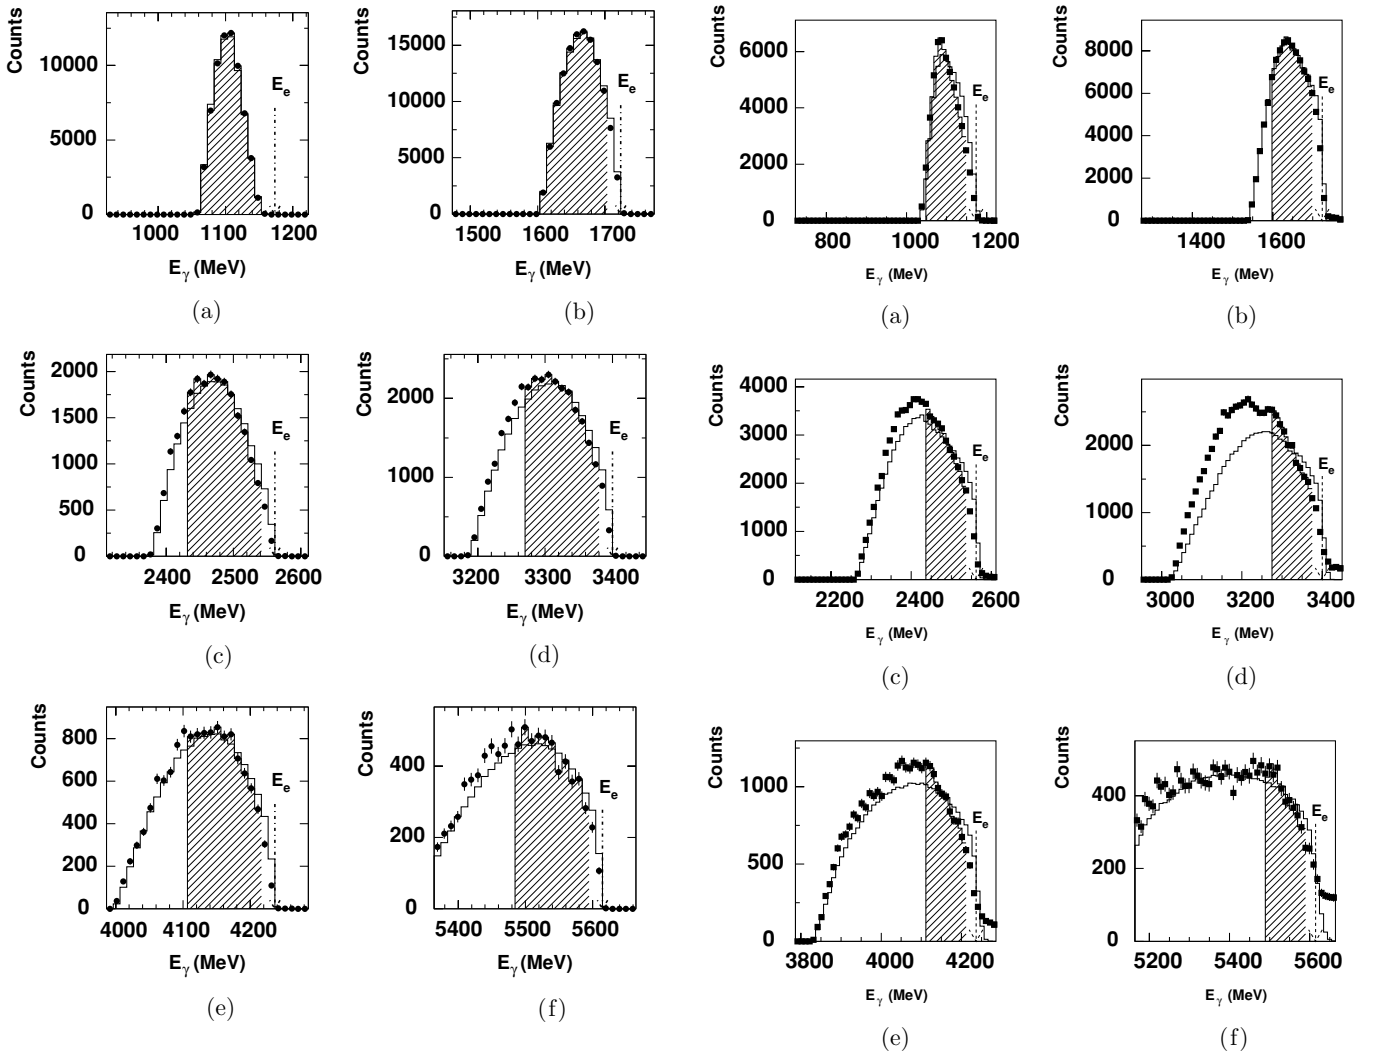 Counts
10000
5000
0
E_e
1000 1100 1200
E_γ (MeV)
(a)
Counts
15000
10000
5000
0
E_e
1500 1600 1700
E_γ (MeV)
(b)
Counts
6000
4000
2000
0
E_e
800 1000 1200
E_γ (MeV)
(a)
Counts
8000
6000
4000
2000
0
E_e
1400 1600
E_γ (MeV)
(b)
Counts
2000
1500
1000
500
0
E_e
2400 2500 2600
E_γ (MeV)
(c)
Counts
2000
1000
0
E_e
3200 3300 3400
E_γ (MeV)
(d)
Counts
4000
3000
2000
1000
0
E_e
2200 2400 2600
E_γ (MeV)
(c)
Counts
2000
1000
0
E_e
3000 3200 3400
E_γ (MeV)
(d)
Counts
800
600
400
200
0
E_e
4000 4100 4200
E_γ (MeV)
(e)
Counts
400
200
0
E_e
5400 5500 5600
E_γ (MeV)
(f)
Counts
1000
500
0
E_e
3800 4000 4200
E_γ (MeV)
(e)
Counts
400
200
0
E_e
5200 5400 5600
E_γ (MeV)
(f)